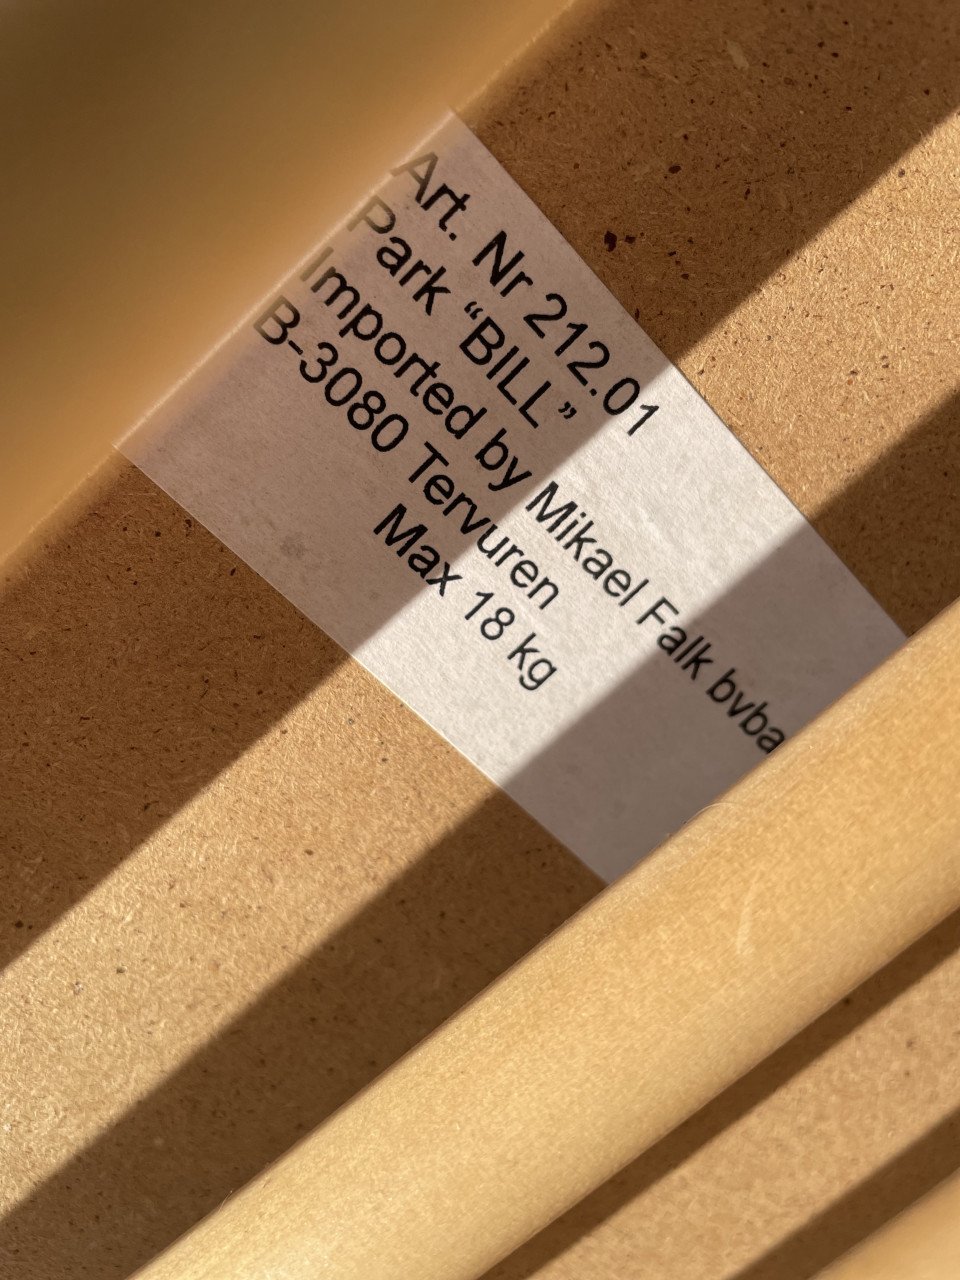 Art. Nr 212.01
Park “BILL”
Imported by Mikael Falk bvba
B-3080 Tervuren
Max 18 kg